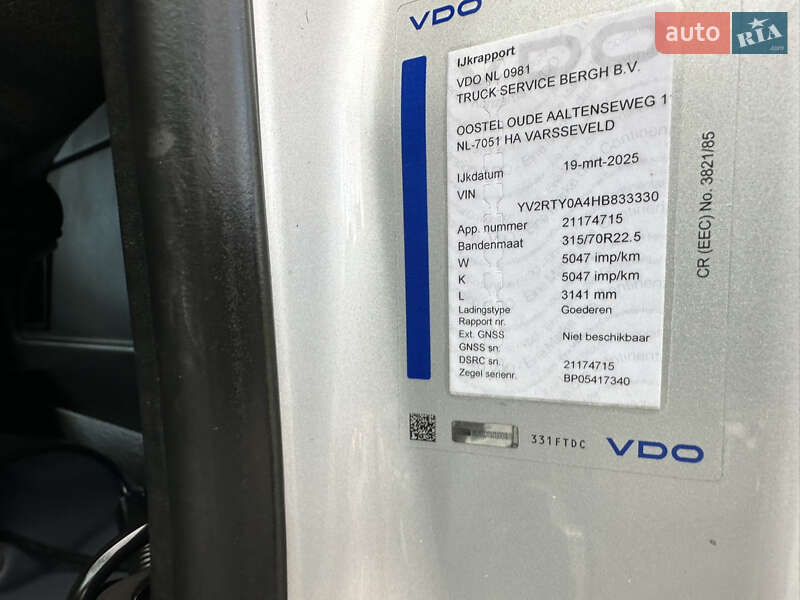 VDO
auto RIA .com
IJkrapport
VDO NL 0981
TRUCK SERVICE BERGH B.V.
OOSTEL OUDE AALTENSEWEG 1
NL-7051 HA VARSSEVELD
IJkdatum 19-mrt-2025
VIN
YV2RTY0A4HB833330
App. nummer 21174715
Bandenmaat 315/70R22.5
W 5047 imp/km
K 5047 imp/km
L 3141 mm
Ladingstype Goederen
Rapport nr.
Ext. GNSS Niet beschikbaar
GNSS sn:
DSRC sn. 21174715
Zegel serienr. BP05417340
CR (EEC) No. 3821/85
331FTDC
VDO